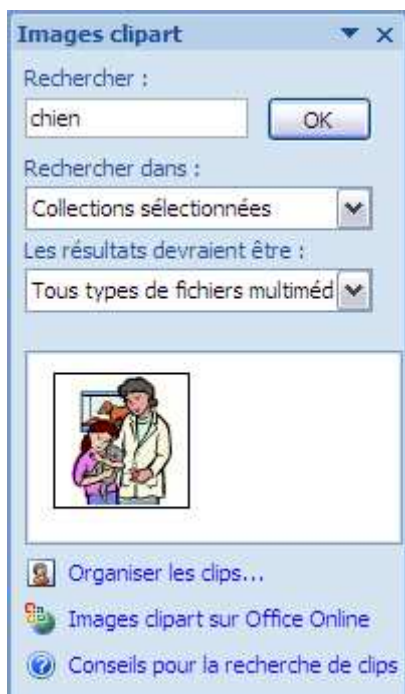 Images clipart
Rechercher :
chien
OK
Rechercher dans :
Collections sélectionnées
Les résultats devraient être :
Tous types de fichiers multiméd
Organiser les clips...
Images clipart sur Office Online
Conseils pour la recherche de clips